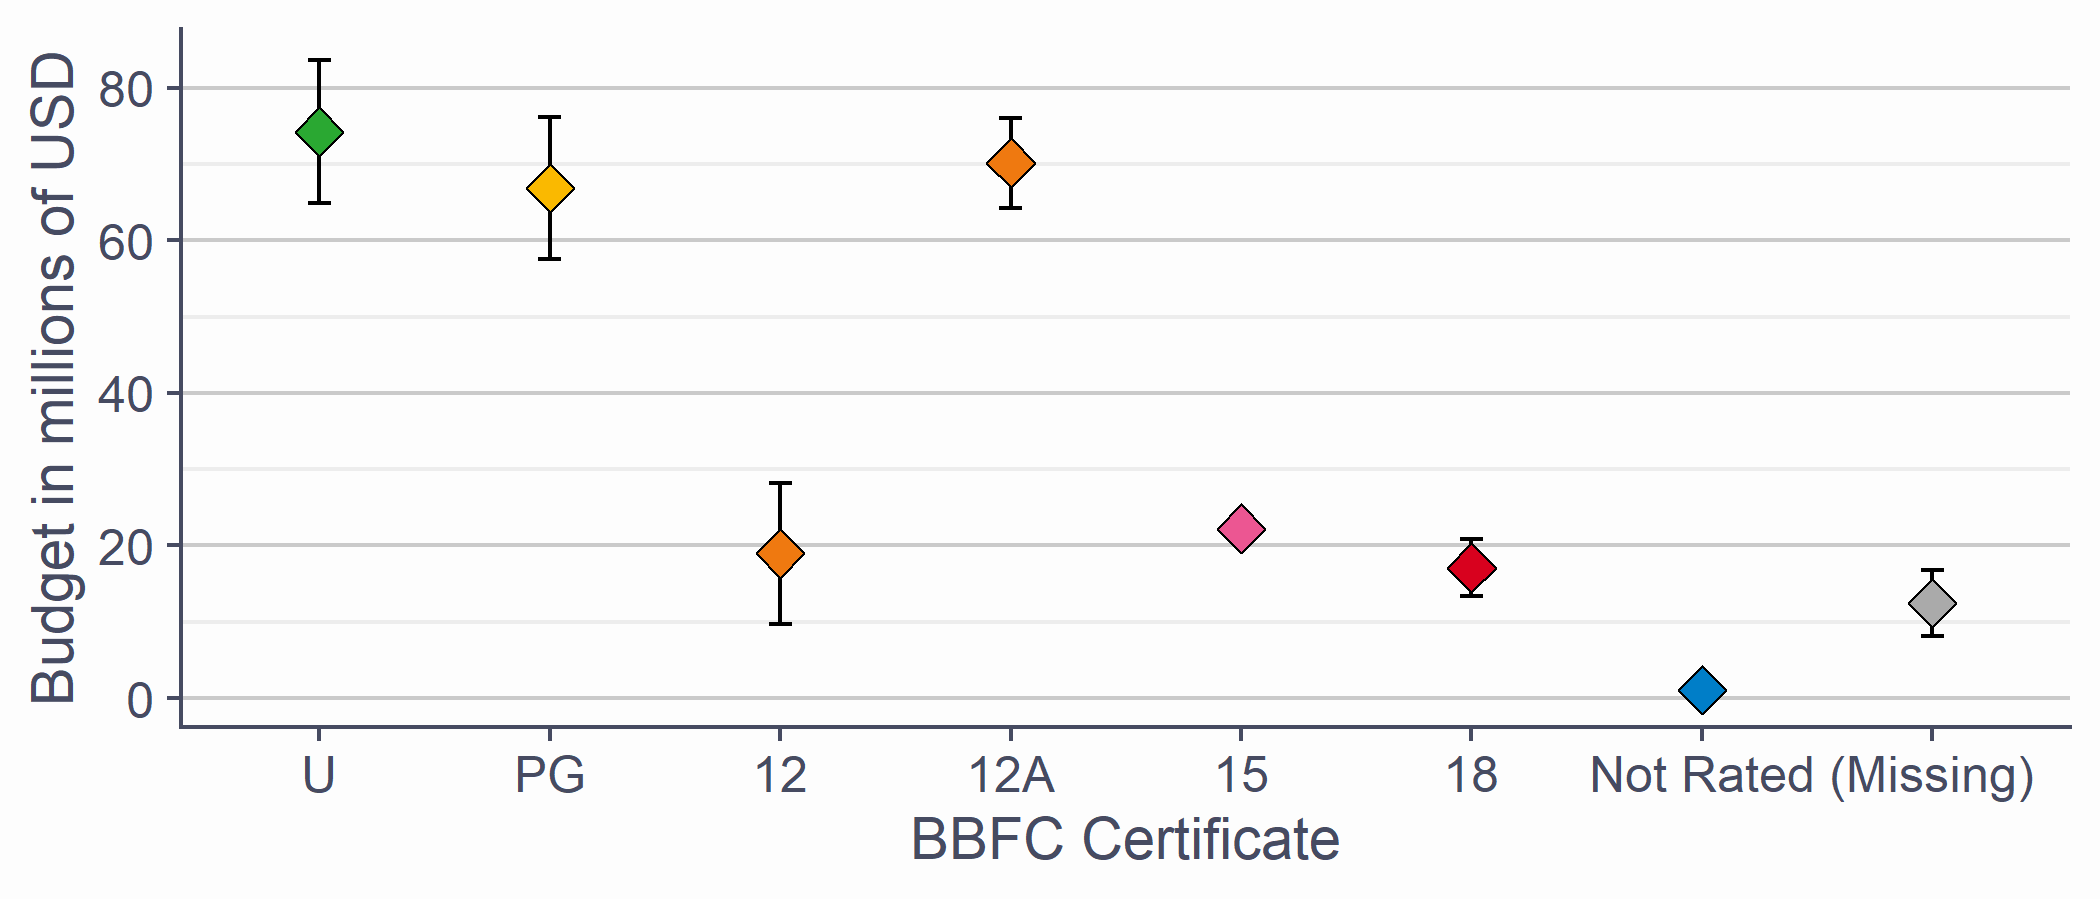 Budget in millions of USD
80
60
40
20
0
U PG 12 12A 15 18 Not Rated (Missing)
BBFC Certificate